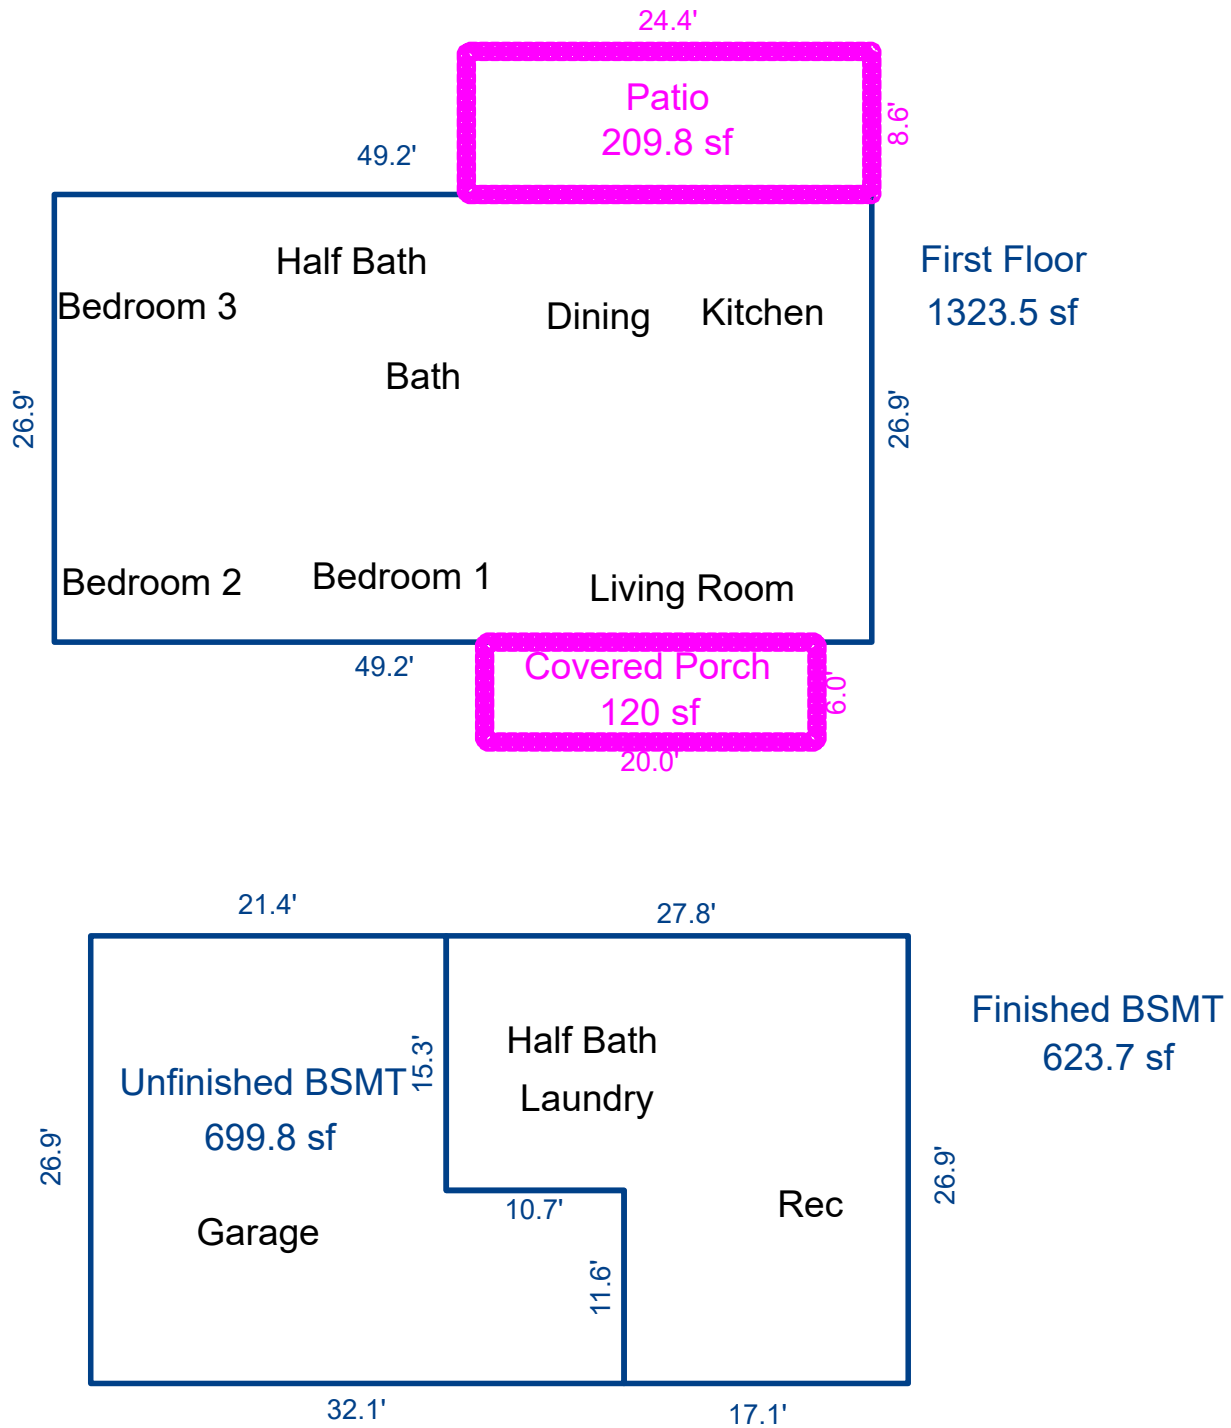 24.4'
Patio
209.8 sf
8.6'
49.2'
Half Bath
First Floor
1323.5 sf
Bedroom 3
Dining
Kitchen
Bath
26.9'
26.9'
Bedroom 2
Bedroom 1
Living Room
49.2'
Covered Porch
120 sf
6.0'
20.0'
21.4'
27.8'
Finished BSMT
623.7 sf
Half Bath
Laundry
15.3'
Unfinished BSMT
699.8 sf
26.9'
26.9'
Rec
10.7'
Garage
11.6'
32.1'
17.1'